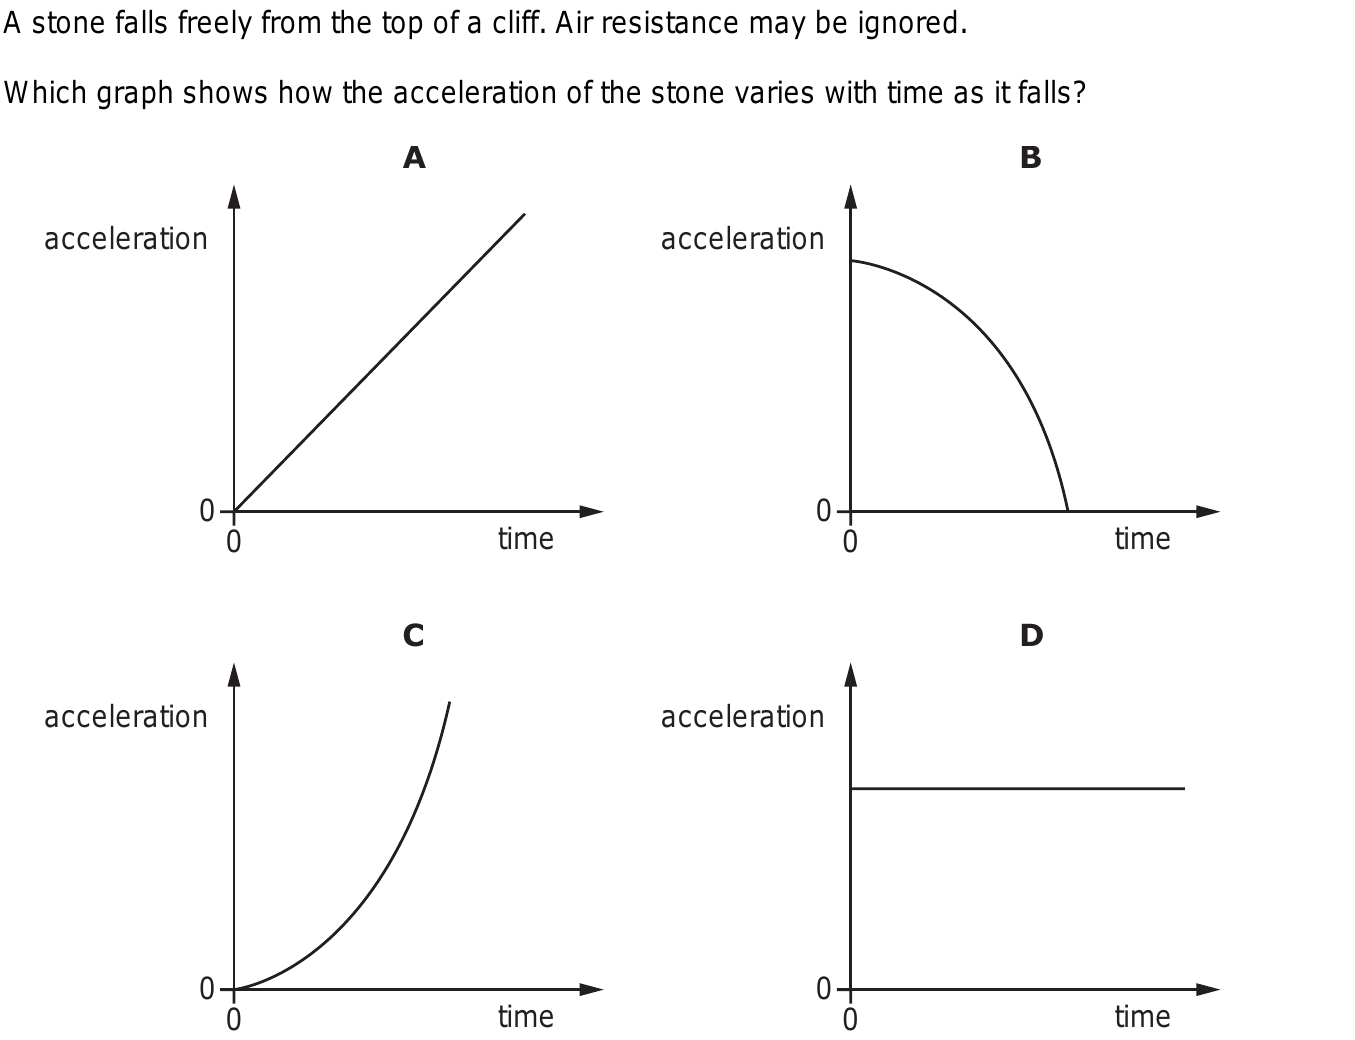 A stone falls freely from the top of a cliff. Air resistance may be ignored.
Which graph shows how the acceleration of the stone varies with time as it falls?
A
acceleration
0
0
time
B
acceleration
0
0
time
C
acceleration
0
0
time
D
acceleration
0
0
time